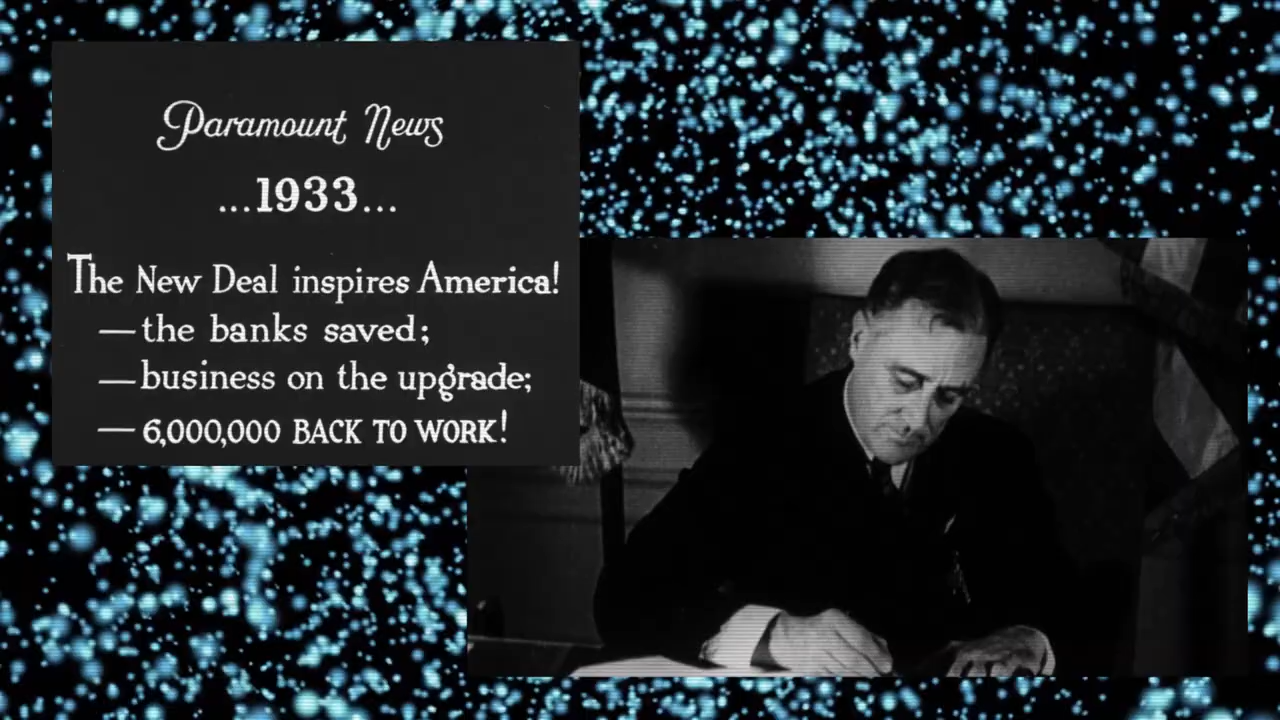 Paramount News
...1933...
The New Deal inspires America!
—the banks saved;
—business on the upgrade;
—6,000,000 BACK TO WORK!